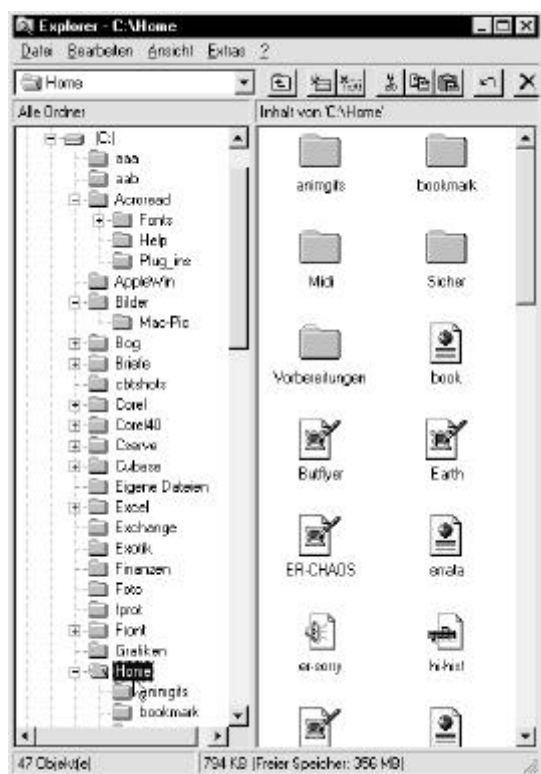 Explorer - C:\Home
Datei Bearbeiten Ansicht Extras ?
Home
Alle Ordner
Inhalt von 'C:\Home'
(C:)
aaa
aab
Acroread
Fonts
Help
Plug_ins
AppleWin
Bilder
Mac-Pic
Bog
Briefe
cbtshots
Corel
Corel40
Cserve
Cubase
Eigene Dateien
Excel
Exchange
Exotik
Finanzen
Foto
fprot
Front
Grafiken
Home
animgifs
bookmark
animgifs bookmark
Midi Sicher
Vorbereitungen book
Butflyer Earth
ER-CHAOS errata
er-sorry hi-hist
47 Objekt(e)
794 KB (Freier Speicher: 356 MB)